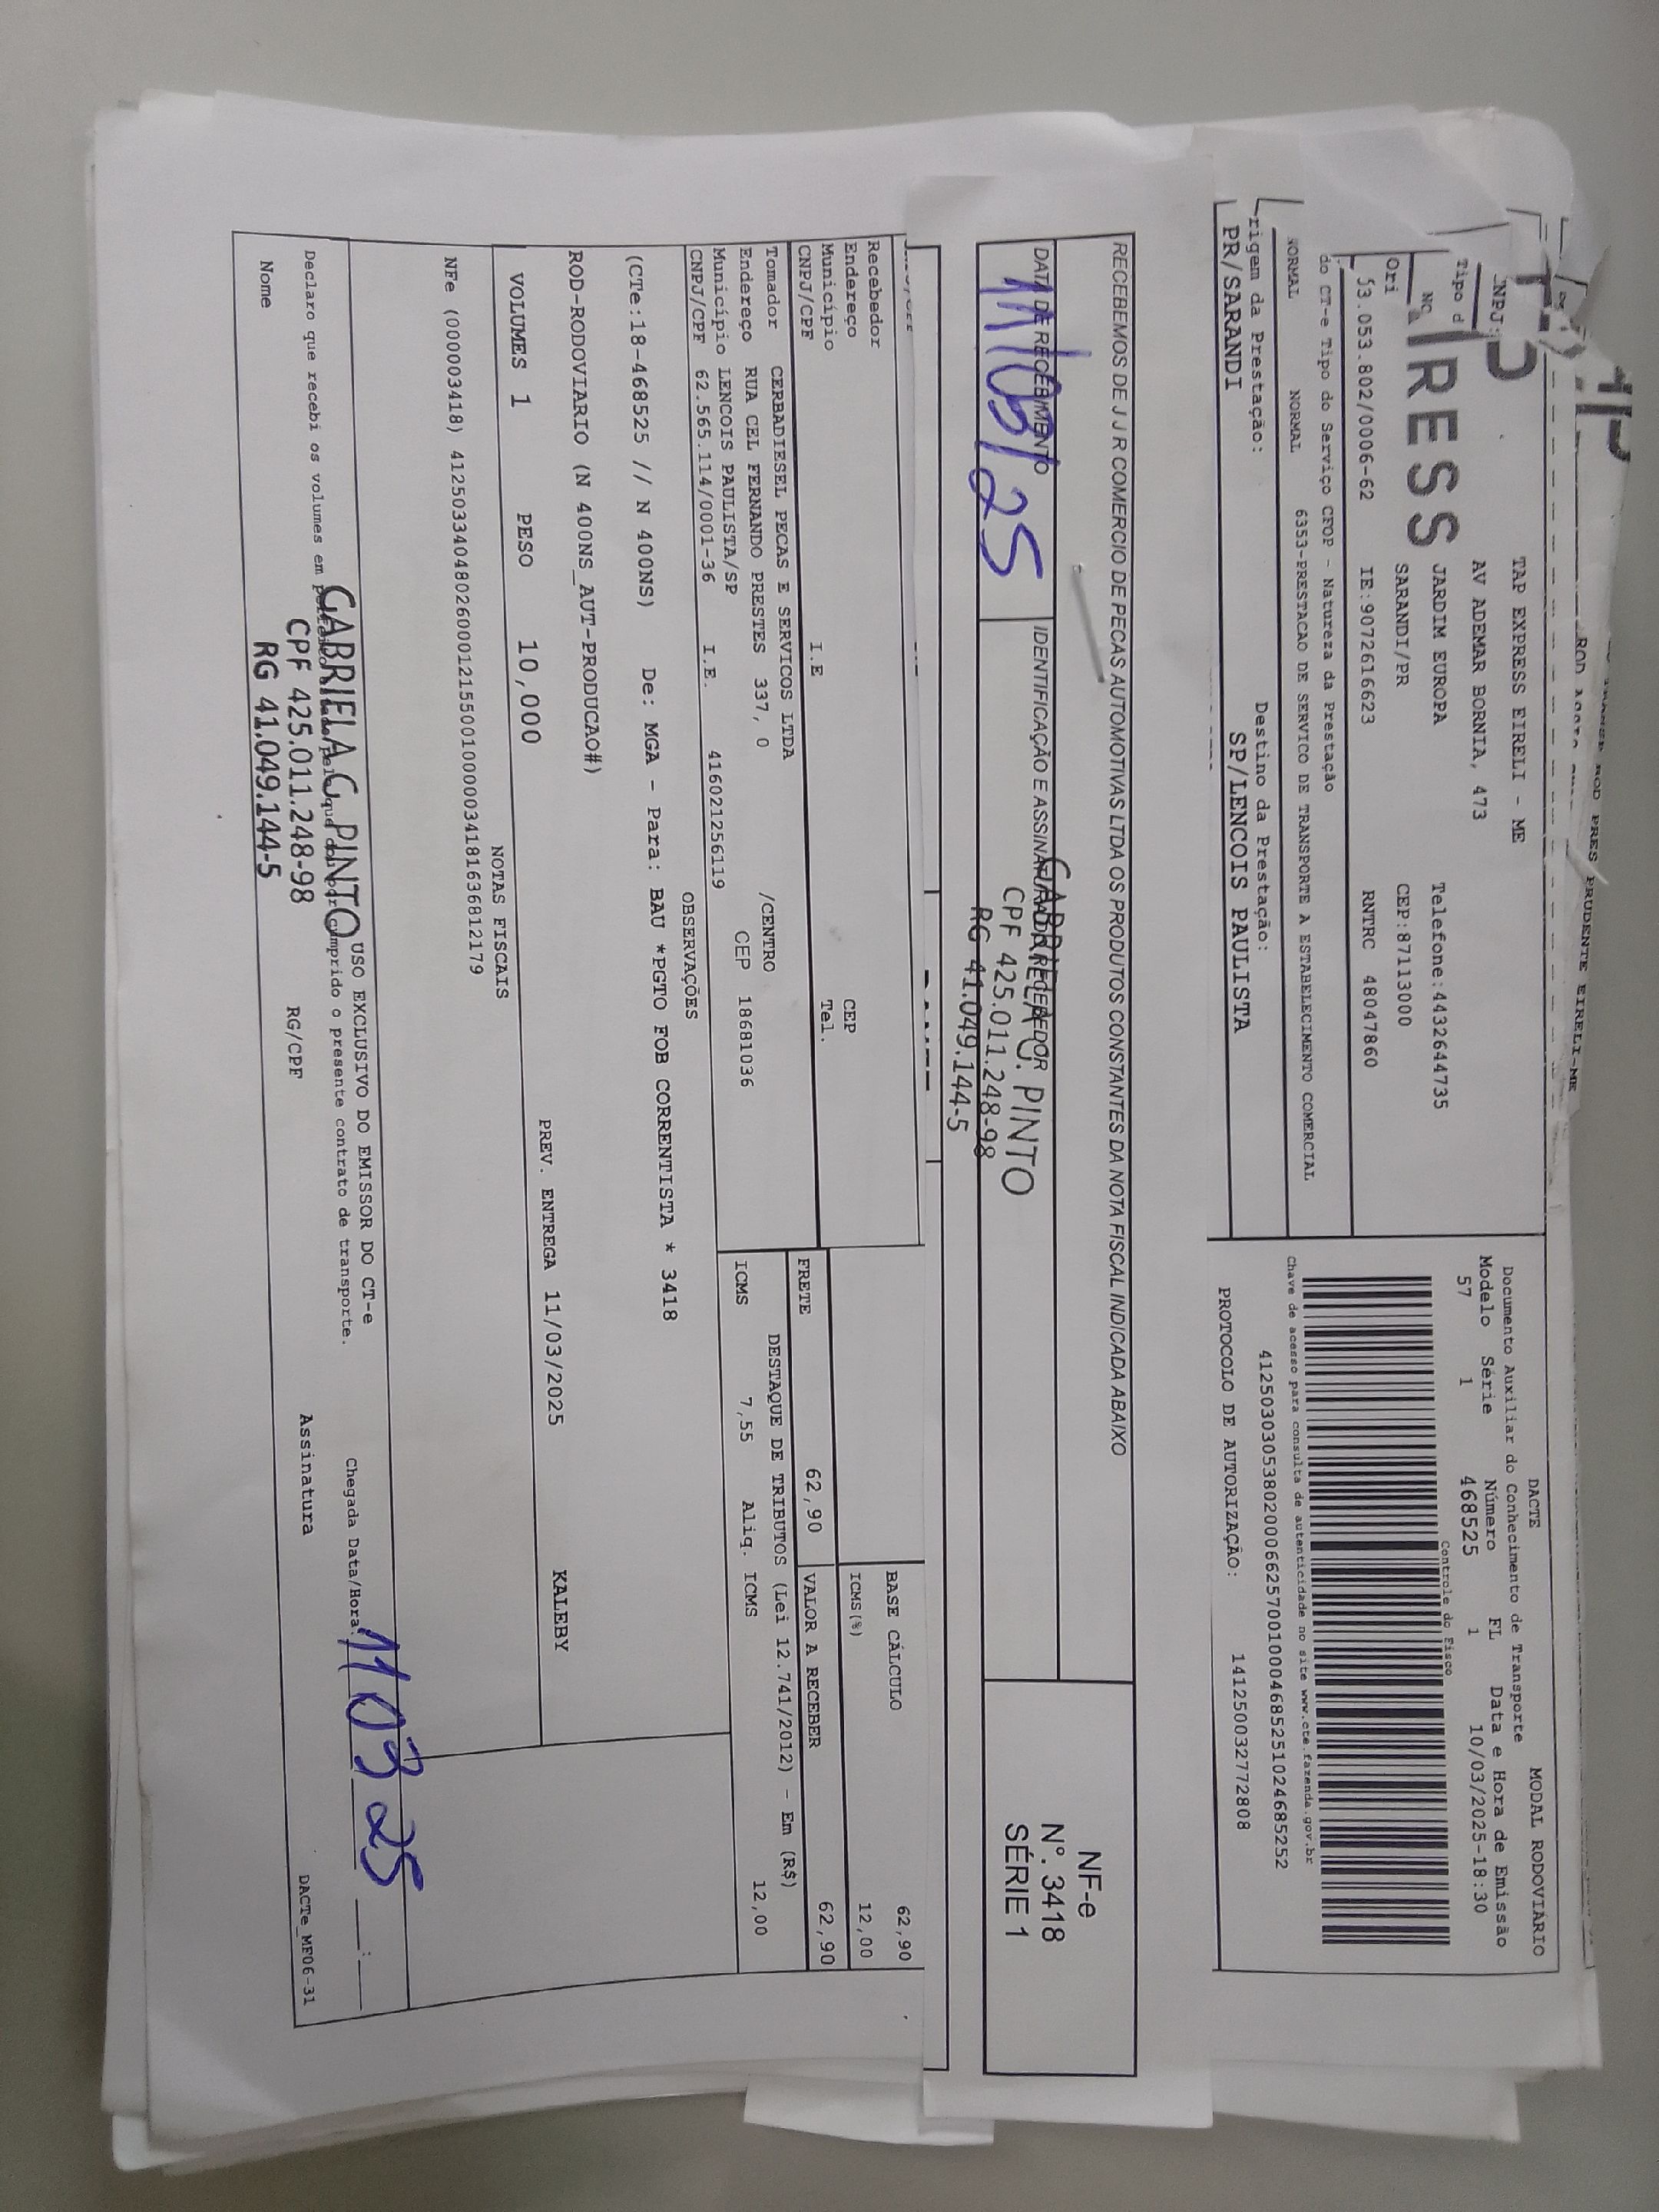 TAP EXPRESS EIRELI - ME
AV ADEMAR BORNIA, 473
RESS JARDIM EUROPA Telefone:4432644735
SARANDI/PR CEP:87113000
53.053.802/0006-62 IE:9072616623 RNTRC 48047860
do CT-e Tipo do Serviço CFOP - Natureza da Prestação
NORMAL NORMAL 6353-PRESTACAO DE SERVICO DE TRANSPORTE A ESTABELECIMENTO COMERCIAL
rigem da Prestação: Destino da Prestação:
PR/SARANDI SP/LENCOIS PAULISTA
DACTE MODAL RODOVIÁRIO
Documento Auxiliar do Conhecimento de Transporte
Modelo Série Número FL Data e Hora de Emissão
57 1 468525 1 10/03/2025-18:30
Controle do Fisco
Chave de acesso para consulta de autenticidade no site www.cte.fazenda.gov.br
41250303053802000662570010004685251024685252
PROTOCOLO DE AUTORIZAÇÃO: 141250032772808
RECEBEMOS DE J J R COMERCIO DE PECAS AUTOMOTIVAS LTDA OS PRODUTOS CONSTANTES DA NOTA FISCAL INDICADA ABAIXO
DATA DE RECEBIMENTO IDENTIFICAÇÃO E ASSINATURA DO RECEBEDOR
11/03/25
GABRIELA C. PINTO
CPF 425.011.248-98
RG 41.049.144-5
NF-e
Nº. 3418
SÉRIE 1
Recebedor
Endereço CEP
Município Tel.
CNPJ/CPF I.E
BASE CÁLCULO 62,90
ICMS(%) 12,00
FRETE 62,90 VALOR A RECEBER 62,90
Tomador CERBADIESEL PECAS E SERVICOS LTDA
Endereço RUA CEL FERNANDO PRESTES 337, 0 /CENTRO
Município LENCOIS PAULISTA/SP CEP 18681036
CNPJ/CPF 62.565.114/0001-36 I.E. 416021256119
DESTAQUE DE TRIBUTOS (Lei 12.741/2012) - Em (R$)
ICMS 7,55 Aliq. ICMS 12,00
OBSERVAÇÕES
(CTe:18-468525 // N 400NS) De: MGA - Para: BAU *PGTO FOB CORRENTISTA * 3418
ROD-RODOVIARIO (N 400NS_AUT-PRODUCAO#)
KALEBY
VOLUMES 1 PESO 10,000 PREV. ENTREGA 11/03/2025
NOTAS FISCAIS
NFe (000003418) 41250333404802600012155001000003418163681 2179
USO EXCLUSIVO DO EMISSOR DO CT-e
Declaro que recebi os volumes em cumprido o presente contrato de transporte.
Chegada Data/Hora: 11 03 25
GABRIELA C. PINTO
CPF 425.011.248-98
RG 41.049.144-5
Nome RG/CPF Assinatura
DACTe_MF06-31